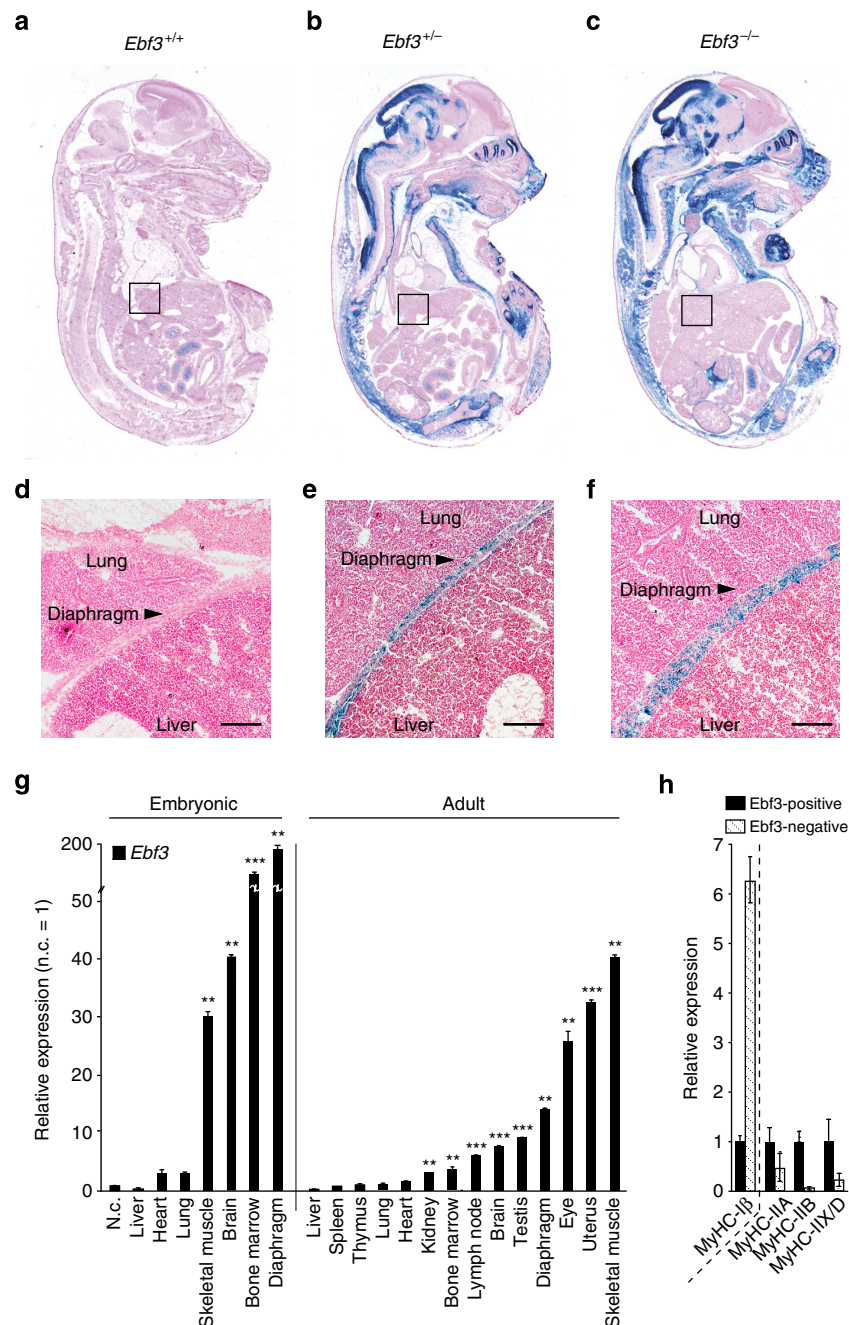 a
Ebf3+/+
b
Ebf3+/–
c
Ebf3–/–
d
Lung
Diaphragm
Liver
e
Lung
Diaphragm
Liver
f
Lung
Diaphragm
Liver
g
Embryonic
Adult
Ebf3
Relative expression (n.c. = 1)
200
50
40
30
20
10
0
**
**
***
**
**
**
***
***
***
**
**
***
**
N.c.
Liver
Heart
Lung
Skeletal muscle
Brain
Bone marrow
Diaphragm
Liver
Spleen
Thymus
Lung
Heart
Kidney
Bone marrow
Lymph node
Brain
Testis
Diaphragm
Eye
Uterus
Skeletal muscle
h
Ebf3-positive
Ebf3-negative
Relative expression
7
6
5
4
3
2
1
0
MyHC-Iβ
MyHC-IIA
MyHC-IIB
MyHC-IIX/D